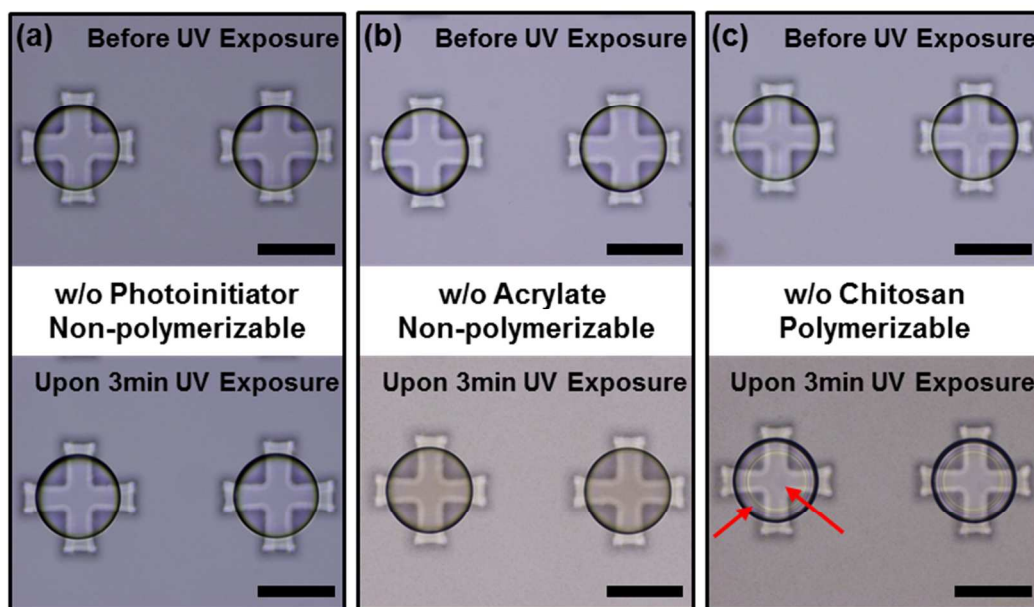 (a) Before UV Exposure
w/o Photoinitiator
Non-polymerizable
Upon 3min UV Exposure
(b) Before UV Exposure
w/o Acrylate
Non-polymerizable
Upon 3min UV Exposure
(c) Before UV Exposure
w/o Chitosan
Polymerizable
Upon 3min UV Exposure